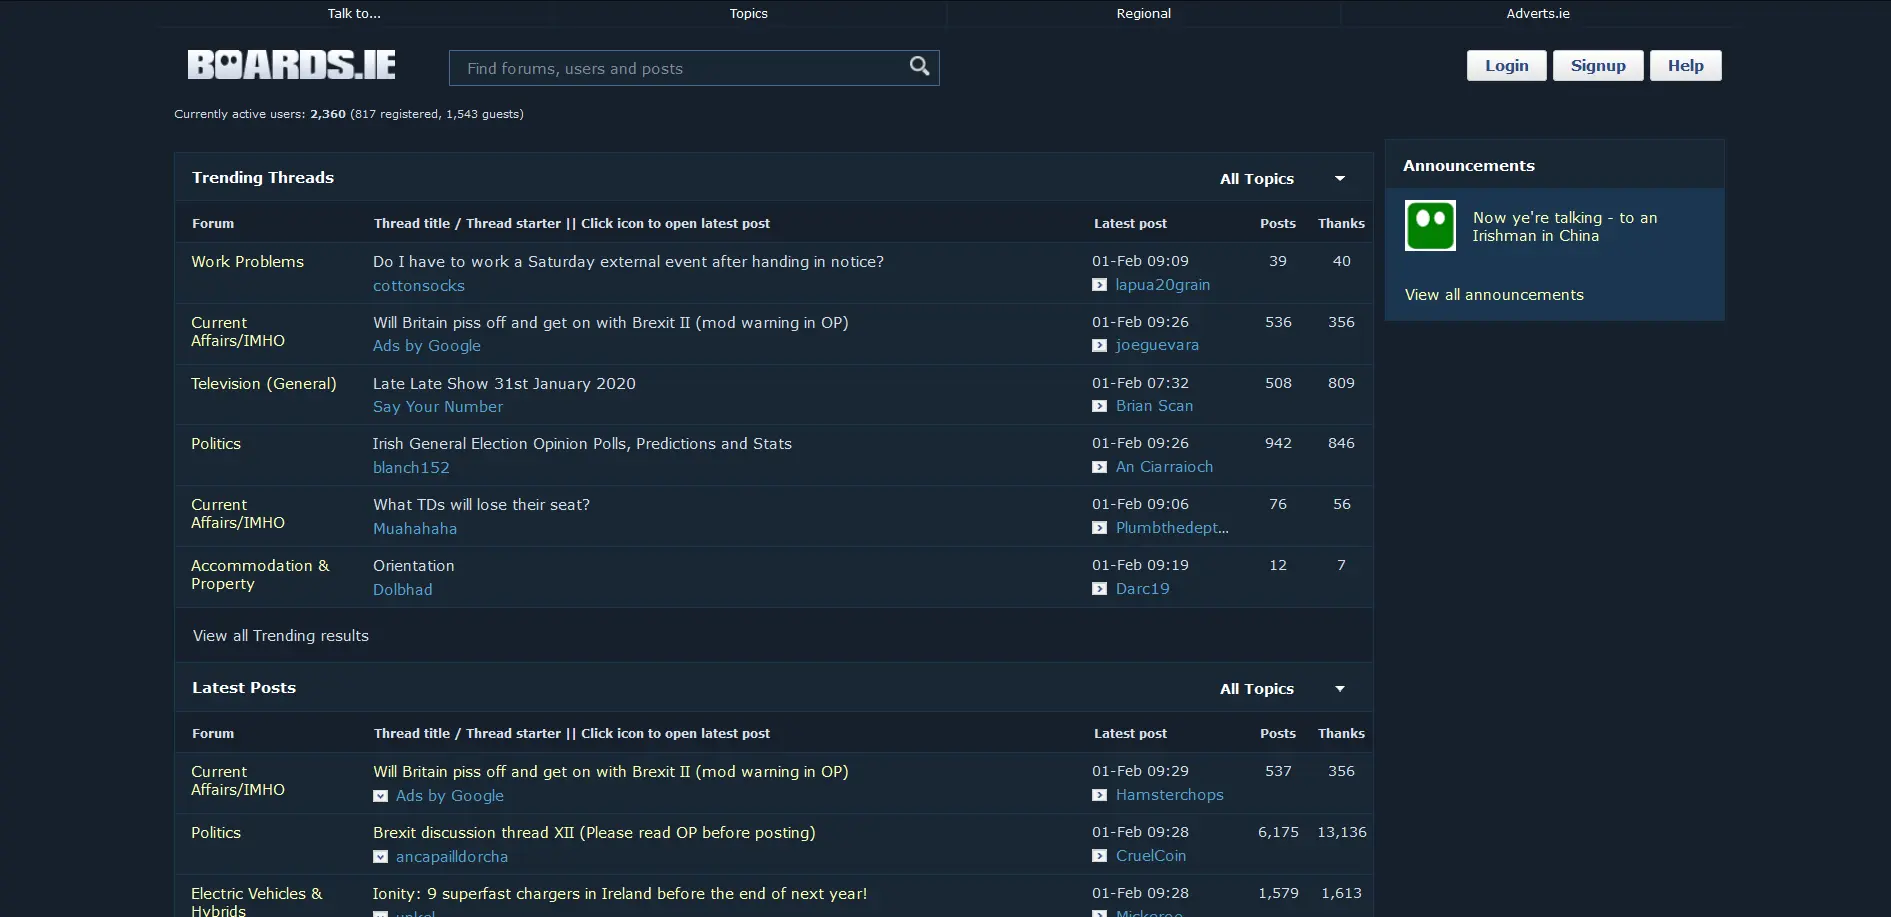 Talk to... Topics Regional Adverts.ie
BOARDS.IE Find forums, users and posts Login Signup Help
Currently active users: 2,360 (817 registered, 1,543 guests)
Trending Threads All Topics
Forum Thread title / Thread starter || Click icon to open latest post Latest post Posts Thanks
Work Problems Do I have to work a Saturday external event after handing in notice? 01-Feb 09:09 39 40
cottonsocks lapua20grain
Current Will Britain piss off and get on with Brexit II (mod warning in OP) 01-Feb 09:26 536 356
Affairs/IMHO Ads by Google joeguevara
Television (General) Late Late Show 31st January 2020 01-Feb 07:32 508 809
Say Your Number Brian Scan
Politics Irish General Election Opinion Polls, Predictions and Stats 01-Feb 09:26 942 846
blanch152 An Ciarraioch
Current What TDs will lose their seat? 01-Feb 09:06 76 56
Affairs/IMHO Muahahaha Plumbthedept...
Accommodation & Orientation 01-Feb 09:19 12 7
Property Dolbhad Darc19
View all Trending results
Latest Posts All Topics
Forum Thread title / Thread starter || Click icon to open latest post Latest post Posts Thanks
Current Will Britain piss off and get on with Brexit II (mod warning in OP) 01-Feb 09:29 537 356
Affairs/IMHO Ads by Google Hamsterchops
Politics Brexit discussion thread XII (Please read OP before posting) 01-Feb 09:28 6,175 13,136
ancapailldorcha CruelCoin
Electric Vehicles & Ionity: 9 superfast chargers in Ireland before the end of next year! 01-Feb 09:28 1,579 1,613
Hybrids
Announcements
Now ye're talking - to an
Irishman in China
View all announcements